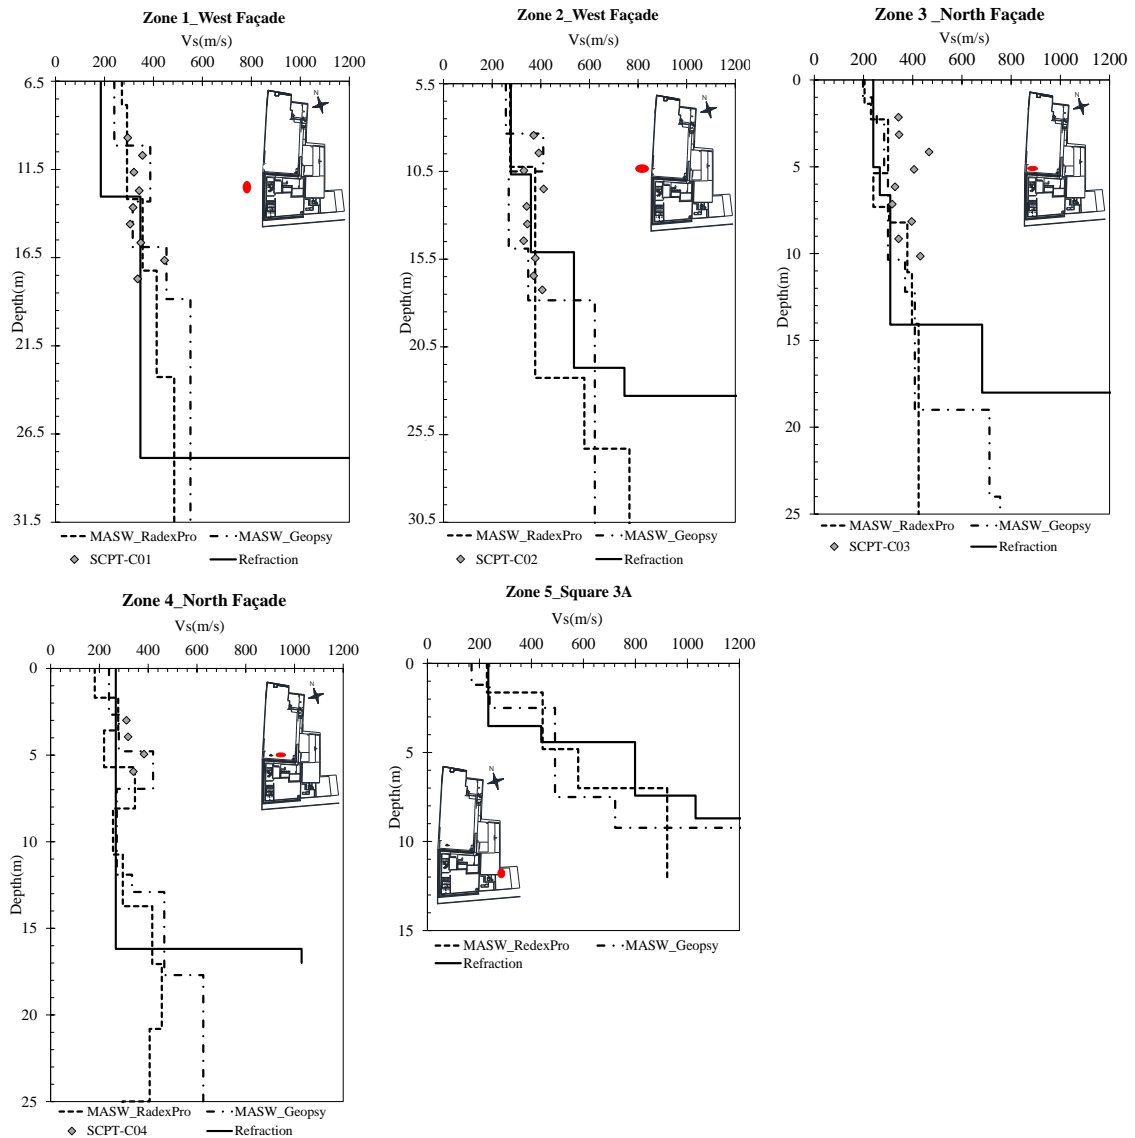 Zone 1_West Façade
Vs(m/s)
0 200 400 600 800 1000 1200
6.5
11.5
16.5
21.5
26.5
31.5
Depth(m)
N
MASW_RadexPro
MASW_Geopsy
SCPT-C01
Refraction
Zone 2_West Façade
Vs(m/s)
0 200 400 600 800 1000 1200
5.5
10.5
15.5
20.5
25.5
30.5
Depth(m)
N
MASW_RadexPro
MASW_Geopsy
SCPT-C02
Refraction
Zone 3 _North Façade
Vs(m/s)
0 200 400 600 800 1000 1200
0
5
10
15
20
25
Depth(m)
N
MASW_RadexPro
MASW_Geopsy
SCPT-C03
Refraction
Zone 4_North Façade
Vs(m/s)
0 200 400 600 800 1000 1200
0
5
10
15
20
25
Depth(m)
N
MASW_RadexPro
MASW_Geopsy
SCPT-C04
Refraction
Zone 5_Square 3A
Vs(m/s)
0 200 400 600 800 1000 1200
0
5
10
15
Depth(m)
N
MASW_RedexPro
MASW_Geopsy
Refraction